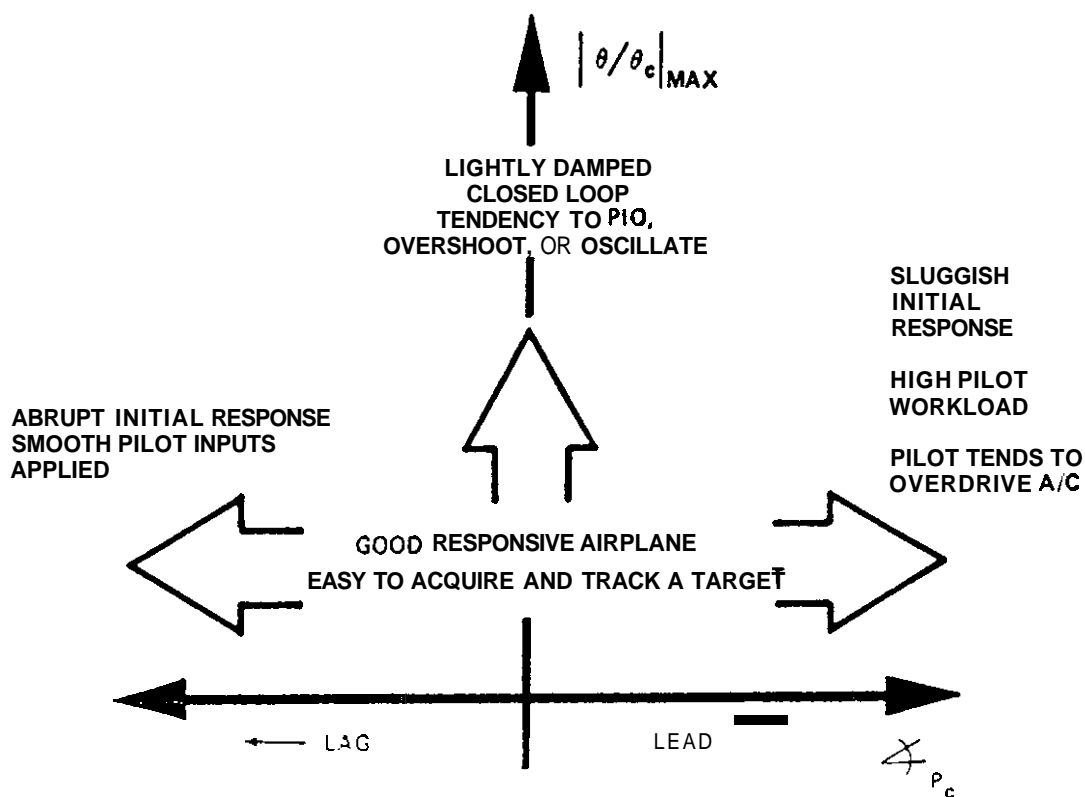 |θ/θc|MAX
LIGHTLY DAMPED
CLOSED LOOP
TENDENCY TO PIO,
OVERSHOOT, OR OSCILLATE
SLUGGISH
INITIAL
RESPONSE
HIGH PILOT
WORKLOAD
PILOT TENDS TO
OVERDRIVE A/C
ABRUPT INITIAL RESPONSE
SMOOTH PILOT INPUTS
APPLIED
GOOD RESPONSIVE AIRPLANE
EASY TO ACQUIRE AND TRACK A TARGET
LAG
LEAD
∡Pc